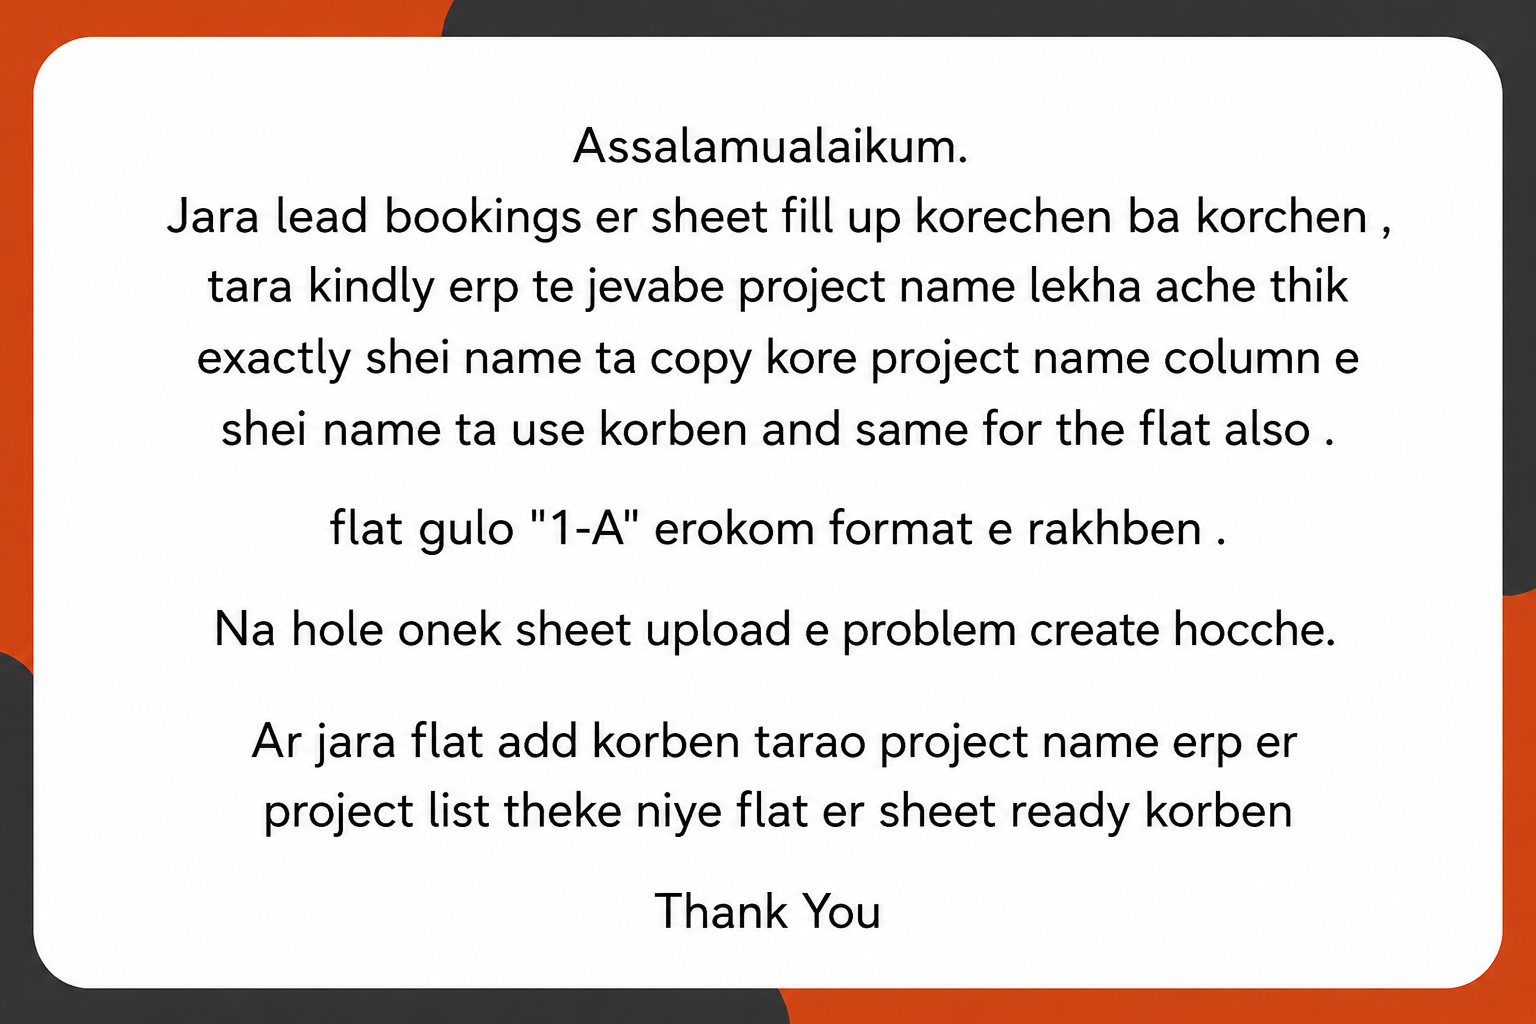 Assalamualaikum.
Jara lead bookings er sheet fill up korechen ba korchen ,
tara kindly erp te jevabe project name lekha ache thik
exactly shei name ta copy kore project name column e
shei name ta use korben and same for the flat also .
flat gulo "1-A" erokom format e rakhben .
Na hole onek sheet upload e problem create hocche.
Ar jara flat add korben tarao project name erp er
project list theke niye flat er sheet ready korben
Thank You